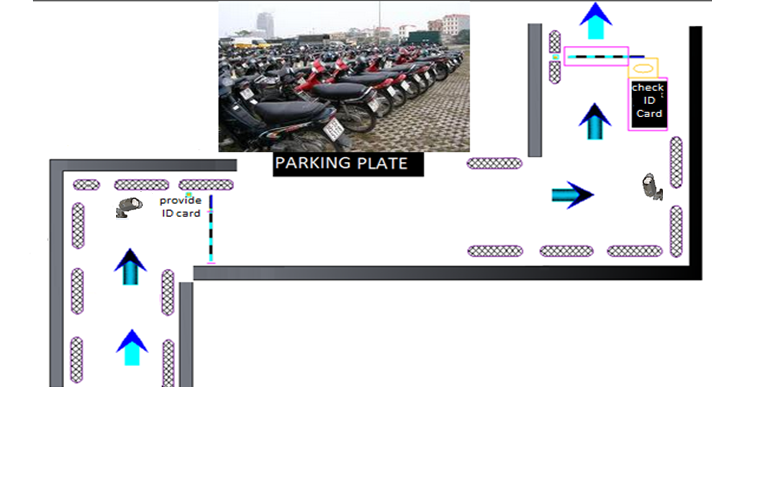 PARKING PLATE
provide
ID card
check
ID
Card